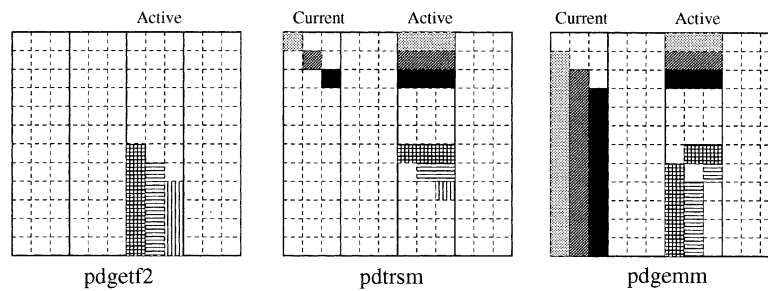 Active
Current Active
Current Active
pdgetf2
pdtrsm
pdgemm